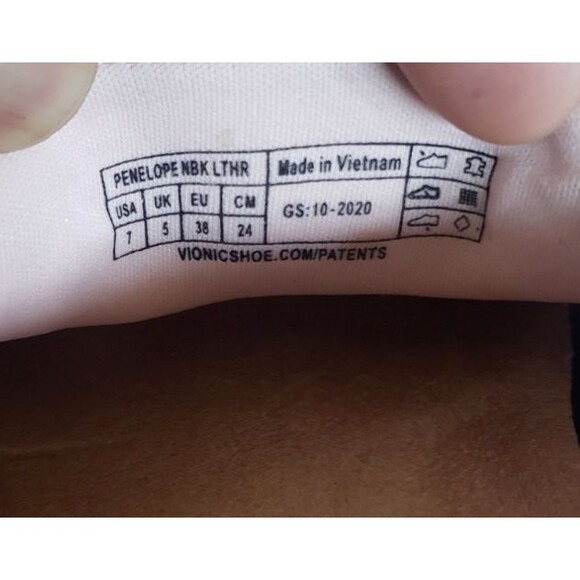 PENELOPE NBK LTHR
Made in Vietnam
USA UK EU CM
7 5 38 24
GS:10-2020
VIONICSHOE.COM/PATENTS